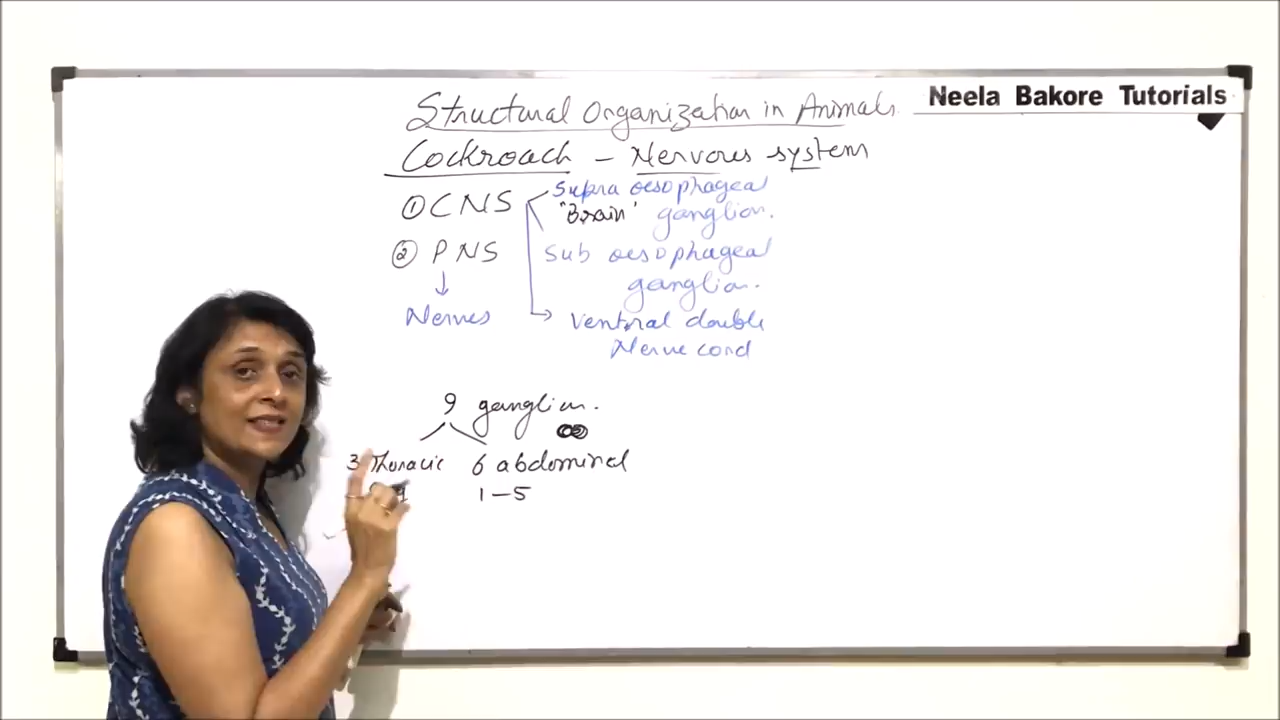 Neela Bakore Tutorials
Structural Organization in Animals
Cockroach – Nervous system
① CNS
Supra oesophageal
"Brain" ganglion.
② PNS
Sub oesophageal
ganglion.
Nerves
Ventral double
Nerve cord
9 ganglion.
3 Thoracic 6 abdominal
1–5